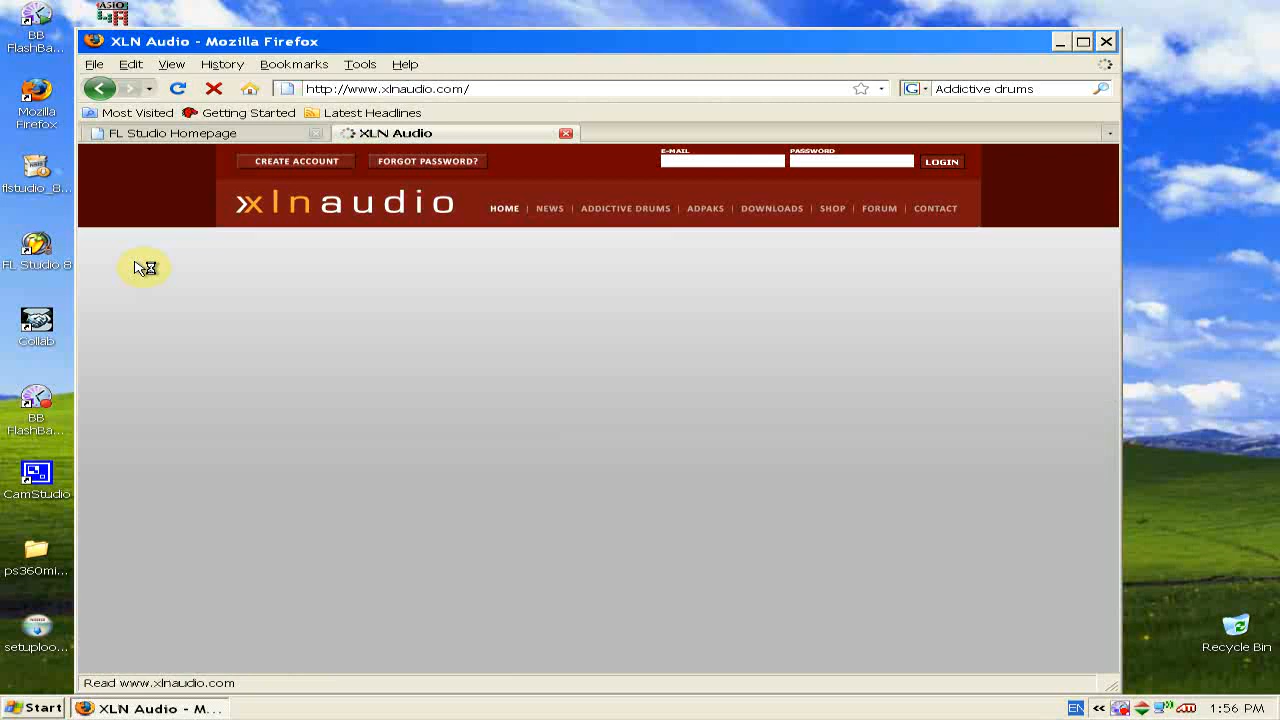 ASIO
BB
FlashBa...
Mozilla
Firefox
flstudio_8...
FL Studio 8
Collab
BB
FlashBa...
CamStudio
ps360mi...
setuploo...
XLN Audio - Mozilla Firefox
File Edit View History Bookmarks Tools Help
http://www.xlnaudio.com/
G Addictive drums
Most Visited Getting Started Latest Headlines
FL Studio Homepage XLN Audio
CREATE ACCOUNT FORGOT PASSWORD? E-MAIL PASSWORD LOGIN
xlnaudio
HOME | NEWS | ADDICTIVE DRUMS | ADPAKS | DOWNLOADS | SHOP | FORUM | CONTACT
Read www.xlnaudio.com
Recycle Bin
Start XLN Audio - M... EN << 1:56 PM